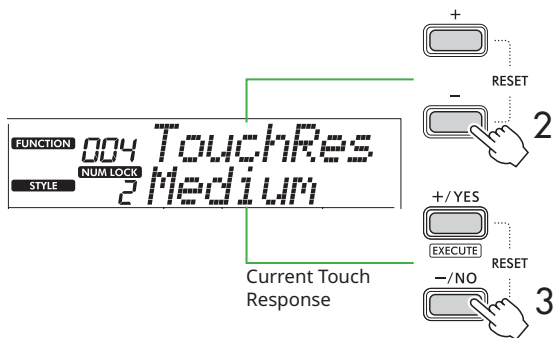 +
RESET
−
2
FUNCTION 004 TouchRes
NUM LOCK
STYLE 2 Medium
+/YES
EXECUTE
RESET
−/NO
3
Current Touch
Response